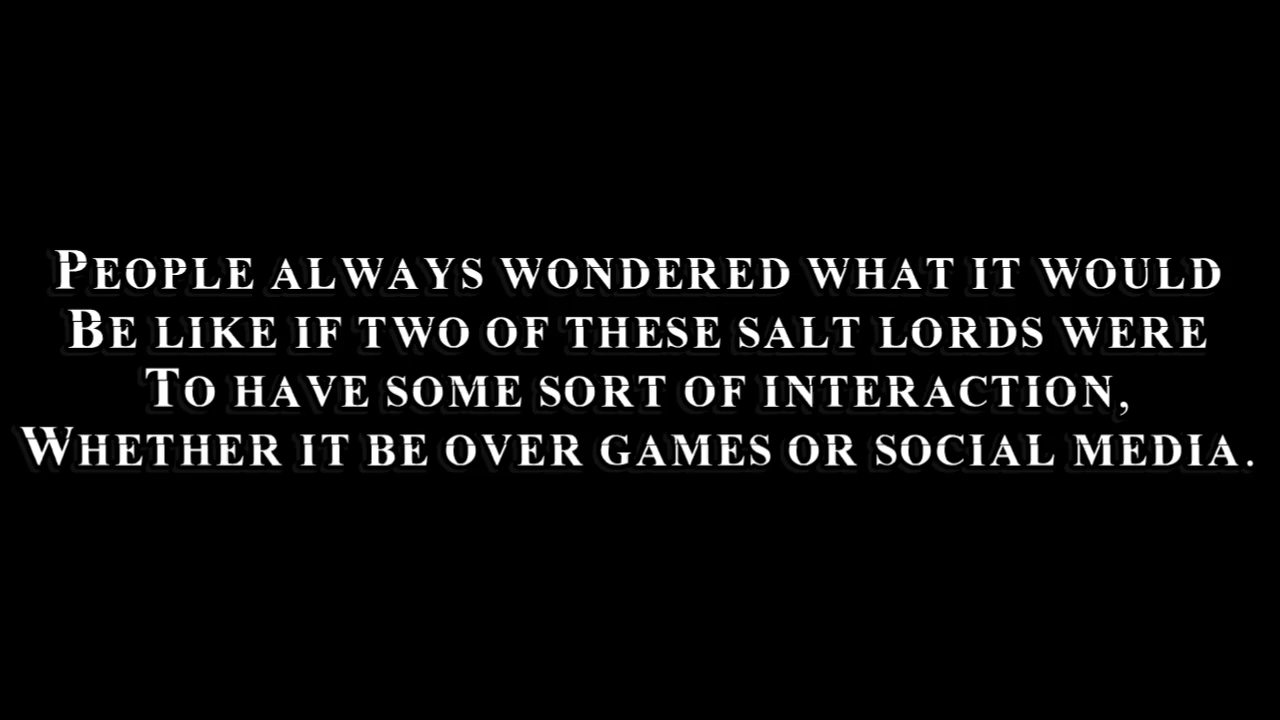 People always wondered what it would
Be like if two of these salt lords were
To have some sort of interaction,
Whether it be over games or social media.